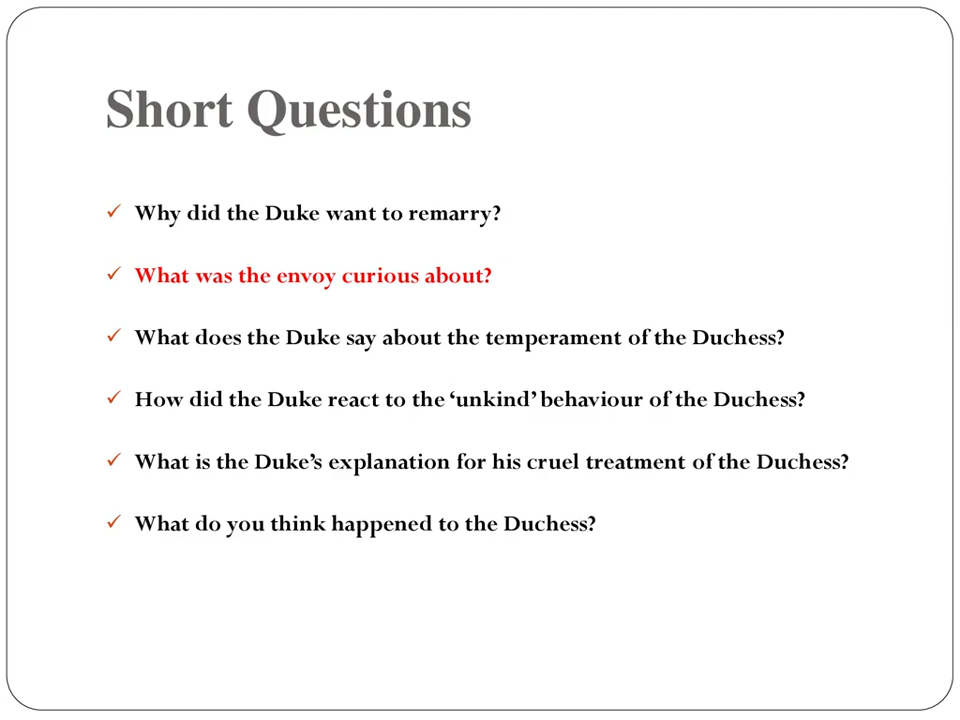 Short Questions
✓ Why did the Duke want to remarry?
✓ What was the envoy curious about?
✓ What does the Duke say about the temperament of the Duchess?
✓ How did the Duke react to the ‘unkind’ behaviour of the Duchess?
✓ What is the Duke’s explanation for his cruel treatment of the Duchess?
✓ What do you think happened to the Duchess?